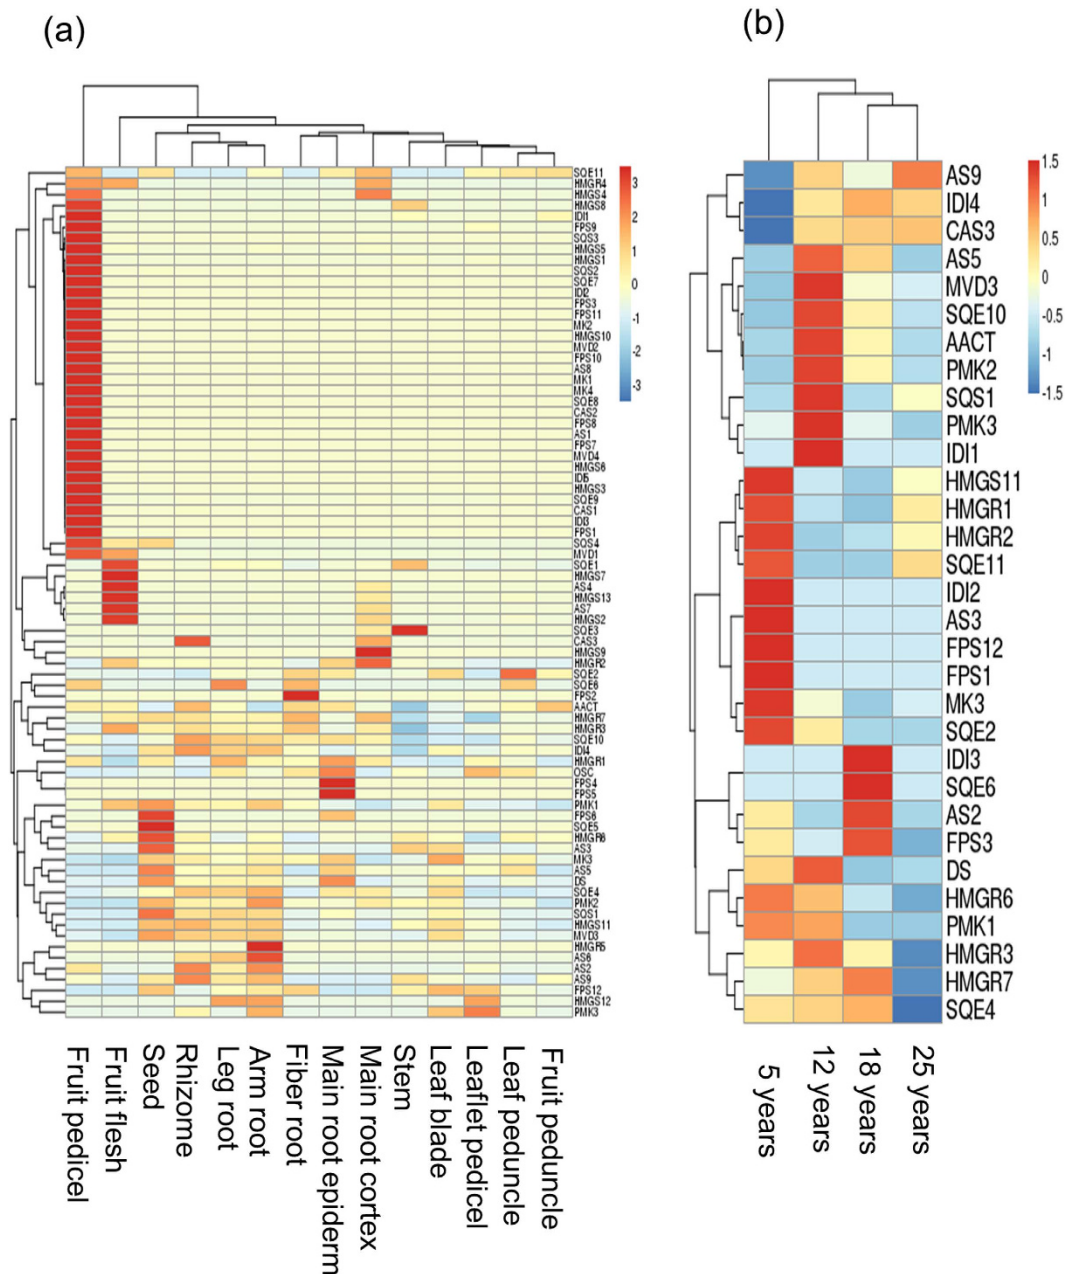 (a)
(b)
SQE11
HMGR4
HMGS4
HMGS8
IDI1
FPS9
SQS3
HMGS5
HMGS1
SQS2
SQE7
IDI2
FPS3
FPS11
MK2
HMGS10
MVD2
FPS10
AS8
MK1
MK4
SQE8
CAS2
FPS8
AS1
FPS7
MVD4
HMGS6
IDI5
HMGS3
SQE9
CAS1
IDI3
FPS1
SQS4
MVD1
SQE1
HMGS7
AS4
HMGS13
AS7
HMGS2
SQE3
CAS3
HMGS9
HMGR2
SQE2
SQE6
FPS2
AACT
HMGR7
HMGR3
SQE10
IDI4
HMGR1
OSC
FPS4
FPS5
PMK1
FPS6
SQE5
HMGR6
AS3
MK3
AS5
DS
SQE4
PMK2
SQS1
HMGS11
MVD3
HMGR5
AS6
AS2
AS9
FPS12
HMGS12
PMK3
3
2
1
0
-1
-2
-3
Fruit pedicel
Fruit flesh
Seed
Rhizome
Leg root
Arm root
Fiber root
Main root epiderm
Main root cortex
Stem
Leaf blade
Leaflet pedicel
Leaf peduncle
Fruit peduncle
AS9
IDI4
CAS3
AS5
MVD3
SQE10
AACT
PMK2
SQS1
PMK3
IDI1
HMGS11
HMGR1
HMGR2
SQE11
IDI2
AS3
FPS12
FPS1
MK3
SQE2
IDI3
SQE6
AS2
FPS3
DS
HMGR6
PMK1
HMGR3
HMGR7
SQE4
1.5
1
0.5
0
-0.5
-1
-1.5
5 years
12 years
18 years
25 years